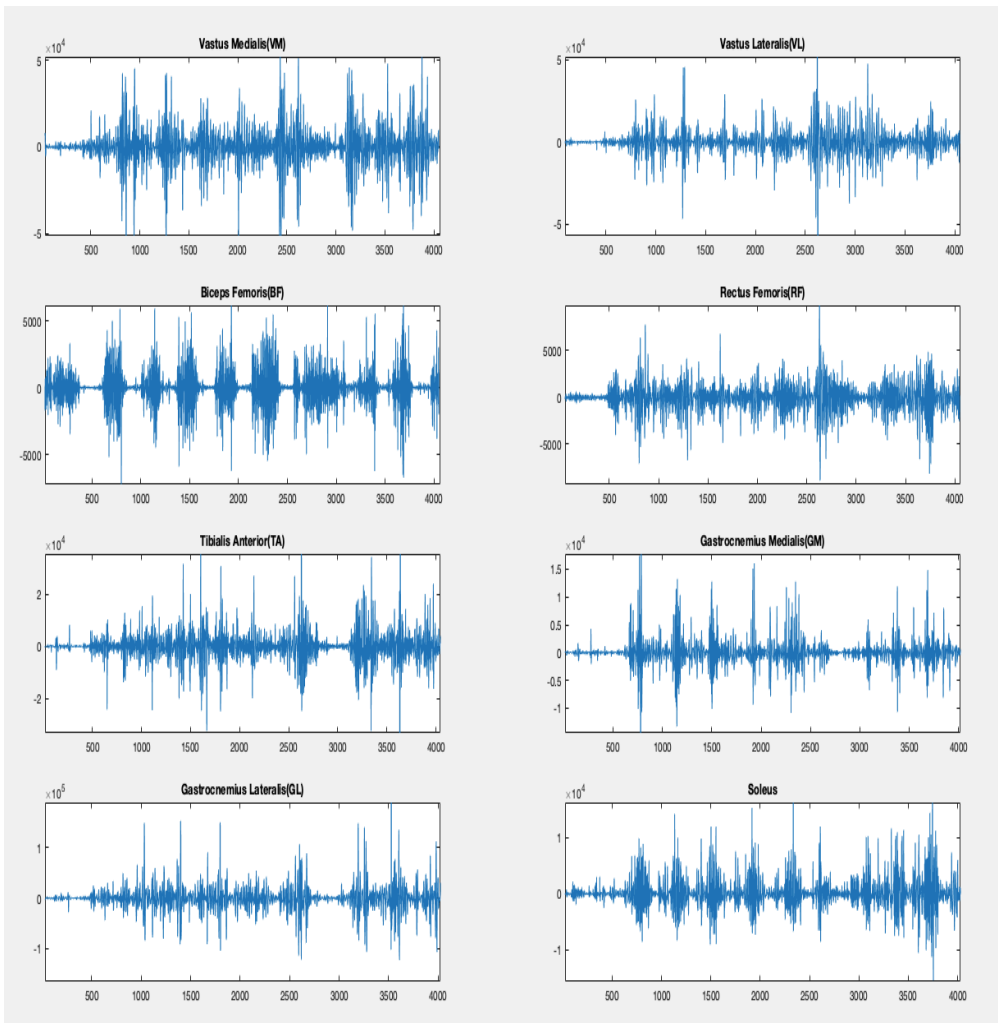 Vastus Medialis(VM)
×10^4
5
0
-5
500 1000 1500 2000 2500 3000 3500 4000
Vastus Lateralis(VL)
×10^4
5
0
-5
500 1000 1500 2000 2500 3000 3500 4000
Biceps Femoris(BF)
5000
0
-5000
500 1000 1500 2000 2500 3000 3500 4000
Rectus Femoris(RF)
5000
0
-5000
500 1000 1500 2000 2500 3000 3500 4000
Tibialis Anterior(TA)
×10^4
2
0
-2
500 1000 1500 2000 2500 3000 3500 4000
Gastrocnemius Medialis(GM)
×10^4
1.5
1
0.5
0
-0.5
-1
500 1000 1500 2000 2500 3000 3500 4000
Gastrocnemius Lateralis(GL)
×10^5
1
0
-1
500 1000 1500 2000 2500 3000 3500 4000
Soleus
×10^4
1
0
-1
500 1000 1500 2000 2500 3000 3500 4000